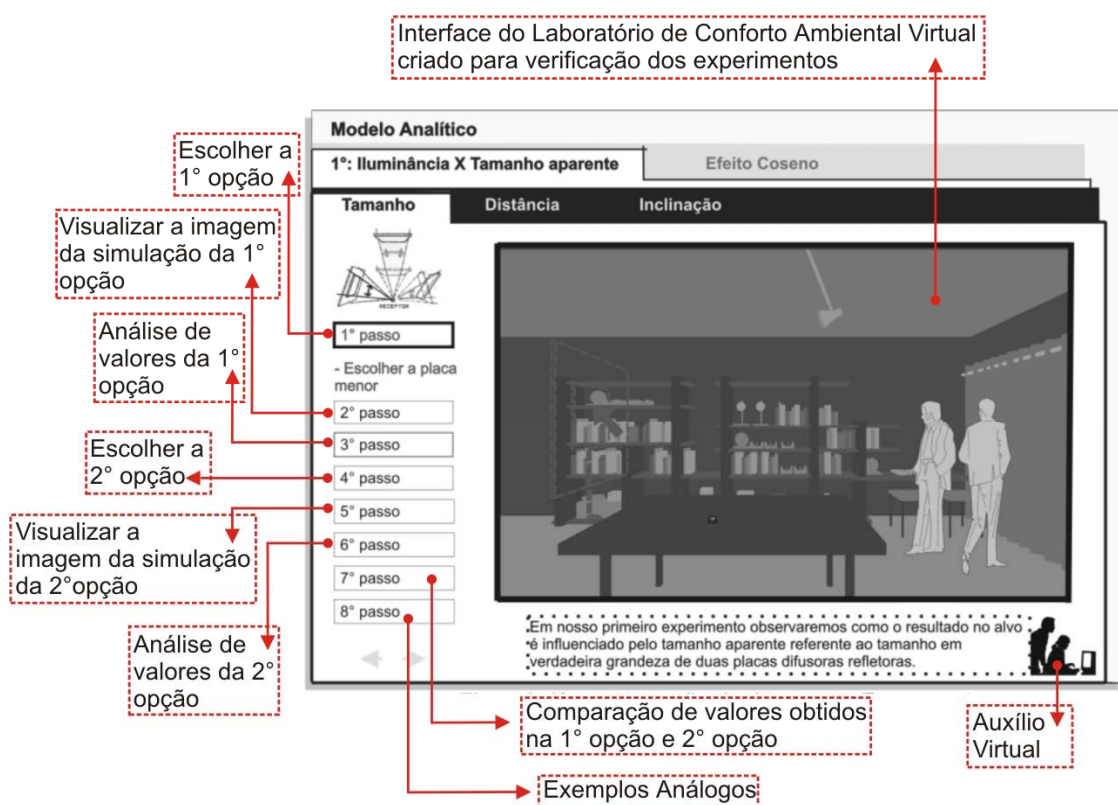 Interface do Laboratório de Conforto Ambiental Virtual
criado para verificação dos experimentos
Modelo Analítico
1°: Iluminância X Tamanho aparente
Efeito Coseno
Tamanho
Distância
Inclinação
Escolher a
1° opção
Visualizar a imagem
da simulação da 1°
opção
Análise de
valores da 1°
opção
Escolher a
2° opção
Visualizar a
imagem da simulação
da 2°opção
Análise de
valores da 2°
opção
RECEPTOR
1° passo
- Escolher a placa
menor
2° passo
3° passo
4° passo
5° passo
6° passo
7° passo
8° passo
Em nosso primeiro experimento observaremos como o resultado no alvo
é influenciado pelo tamanho aparente referente ao tamanho em
verdadeira grandeza de duas placas difusoras refletoras.
Comparação de valores obtidos
na 1° opção e 2° opção
Auxílio
Virtual
Exemplos Análogos